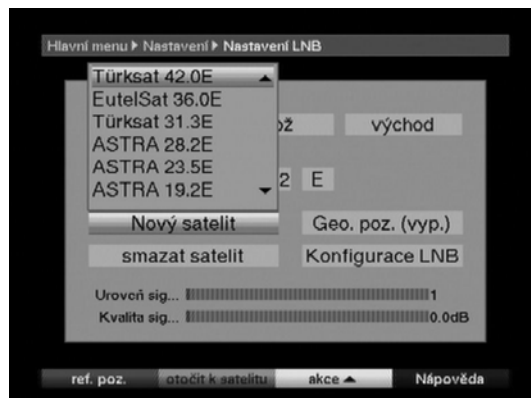 Hlavní menu ▶ Nastavení ▶ Nastavení LNB
Türksat 42.0E
EutelSat 36.0E
Türksat 31.3E
ASTRA 28.2E
ASTRA 23.5E
ASTRA 19.2E
ož východ
2 E
Nový satelit Geo. poz. (vyp.)
smazat satelit Konfigurace LNB
Uroveň sig... 1
Kvalita sig... 0.0dB
ref. poz. otočit k satelitu akce Nápověda